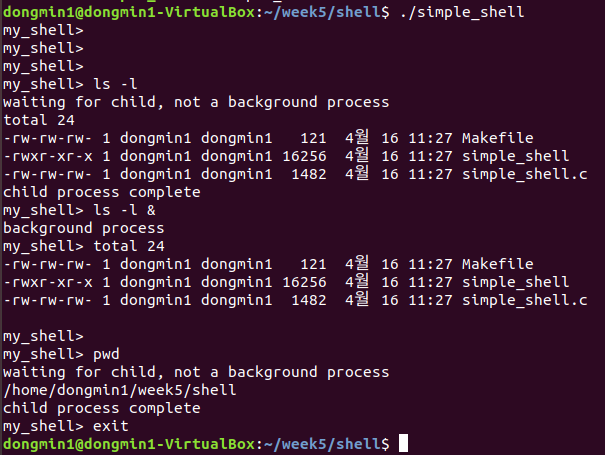 dongmin1@dongmin1-VirtualBox:~/week5/shell$ ./simple_shell
my_shell>
my_shell>
my_shell>
my_shell> ls -l
waiting for child, not a background process
total 24
-rw-rw-rw- 1 dongmin1 dongmin1   121  4월 16 11:27 Makefile
-rwxr-xr-x 1 dongmin1 dongmin1 16256  4월 16 11:27 simple_shell
-rw-rw-rw- 1 dongmin1 dongmin1  1482  4월 16 11:27 simple_shell.c
child process complete
my_shell> ls -l &
background process
my_shell> total 24
-rw-rw-rw- 1 dongmin1 dongmin1   121  4월 16 11:27 Makefile
-rwxr-xr-x 1 dongmin1 dongmin1 16256  4월 16 11:27 simple_shell
-rw-rw-rw- 1 dongmin1 dongmin1  1482  4월 16 11:27 simple_shell.c
my_shell>
my_shell> pwd
waiting for child, not a background process
/home/dongmin1/week5/shell
child process complete
my_shell> exit
dongmin1@dongmin1-VirtualBox:~/week5/shell$